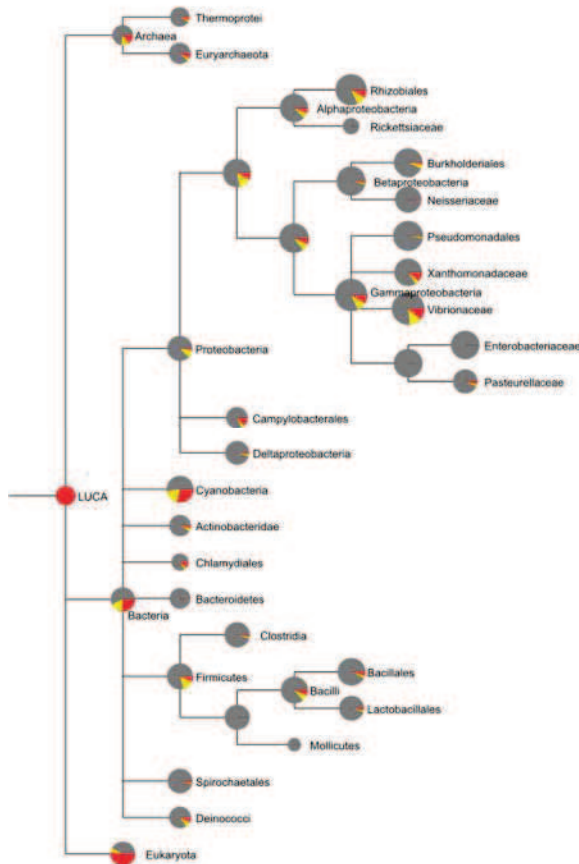 Thermoprotei
Archaea
Euryarchaeota
Rhizobiales
Alphaproteobacteria
Rickettsiaceae
Burkholderiales
Betaproteobacteria
Neisseriaceae
Pseudomonadales
Xanthomonadaceae
Gammaproteobacteria
Vibrionaceae
Enterobacteriaceae
Proteobacteria
Pasteurellaceae
Campylobacterales
Deltaproteobacteria
Cyanobacteria
LUCA
Actinobacteridae
Chlamydiales
Bacteroidetes
Bacteria
Clostridia
Bacillales
Firmicutes
Bacilli
Lactobacillales
Mollicutes
Spirochaetales
Deinococci
Eukaryota